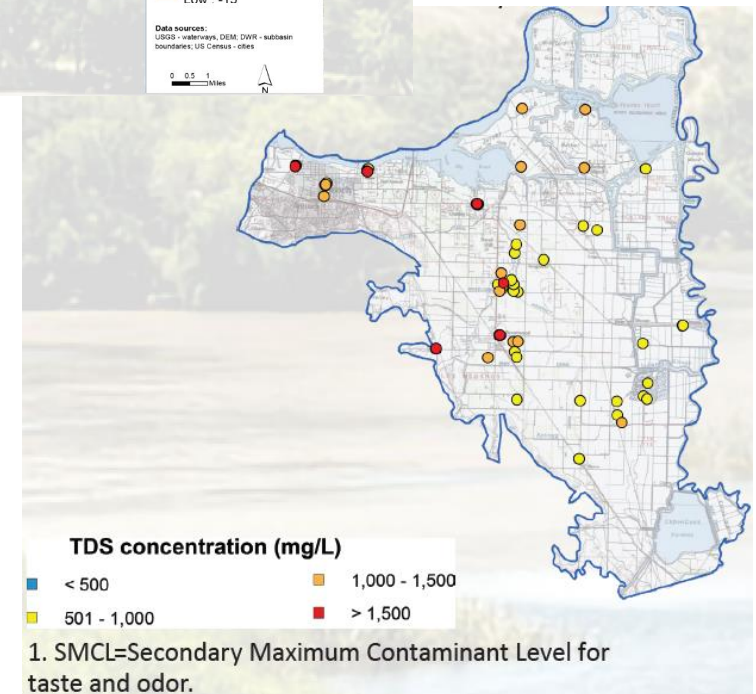 Data sources:
USGS - waterways, DEM; DWR - subbasin
boundaries; US Census - cities
0 0.5 1
Miles
N
TDS concentration (mg/L)
< 500
1,000 - 1,500
501 - 1,000
> 1,500
1. SMCL=Secondary Maximum Contaminant Level for
taste and odor.